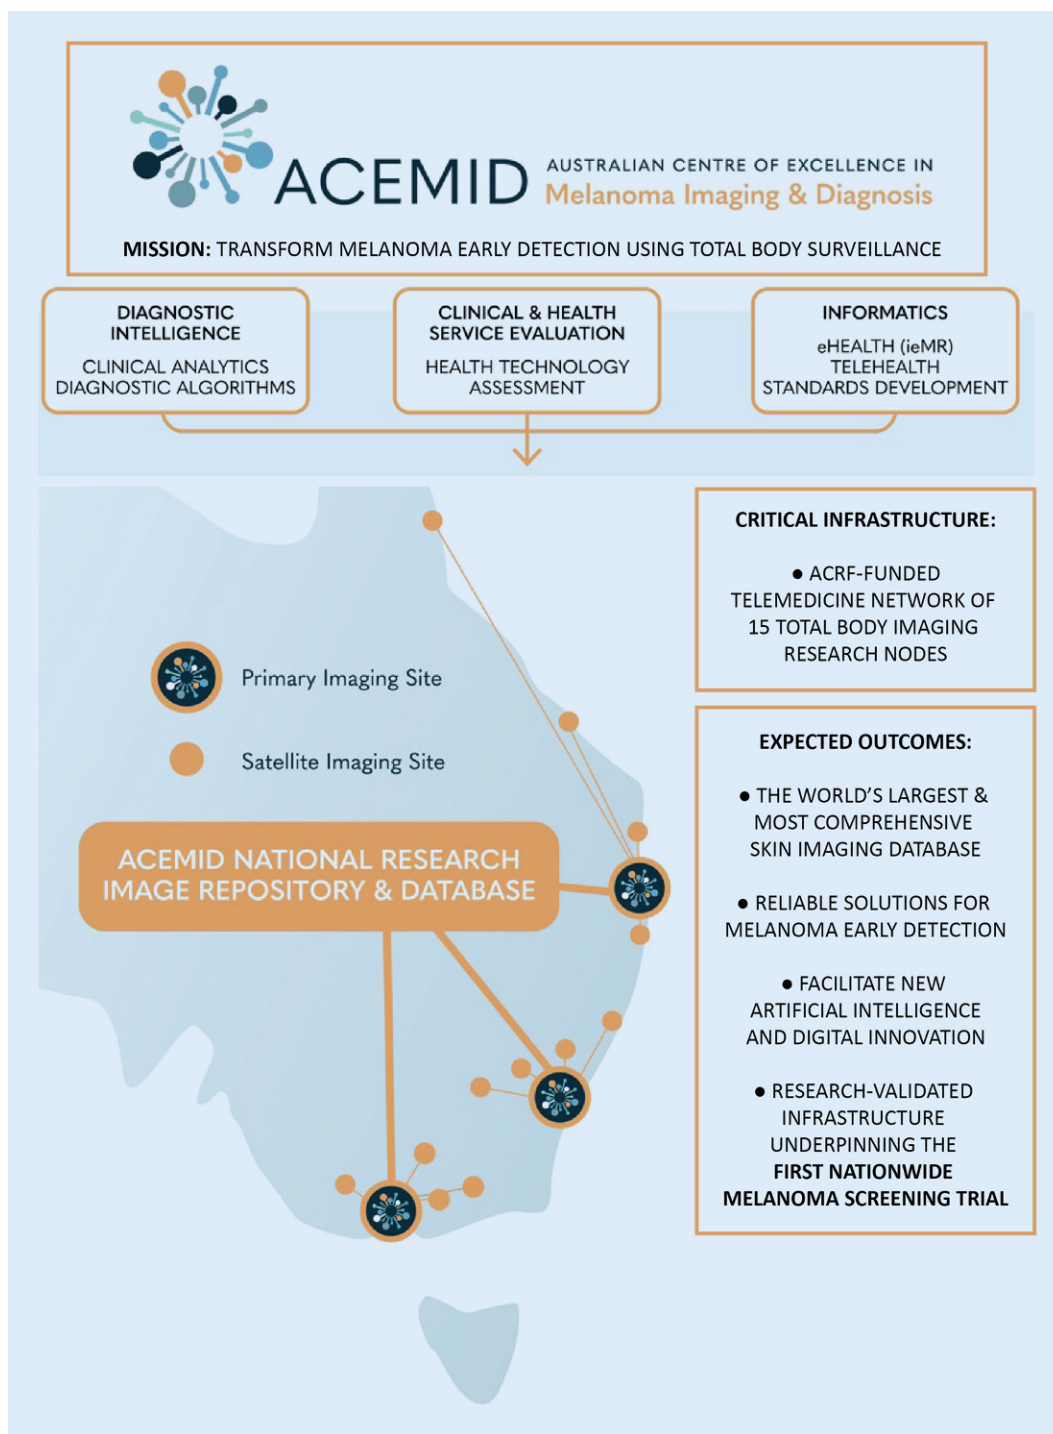 ACEMID
AUSTRALIAN CENTRE OF EXCELLENCE IN
Melanoma Imaging & Diagnosis
MISSION: TRANSFORM MELANOMA EARLY DETECTION USING TOTAL BODY SURVEILLANCE
DIAGNOSTIC
INTELLIGENCE
CLINICAL ANALYTICS
DIAGNOSTIC ALGORITHMS
CLINICAL & HEALTH
SERVICE EVALUATION
HEALTH TECHNOLOGY
ASSESSMENT
INFORMATICS
eHEALTH (ieMR)
TELEHEALTH
STANDARDS DEVELOPMENT
Primary Imaging Site
Satellite Imaging Site
ACEMID NATIONAL RESEARCH
IMAGE REPOSITORY & DATABASE
CRITICAL INFRASTRUCTURE:
● ACRF-FUNDED
TELEMEDICINE NETWORK OF
15 TOTAL BODY IMAGING
RESEARCH NODES
EXPECTED OUTCOMES:
● THE WORLD’S LARGEST &
MOST COMPREHENSIVE
SKIN IMAGING DATABASE
● RELIABLE SOLUTIONS FOR
MELANOMA EARLY DETECTION
● FACILITATE NEW
ARTIFICIAL INTELLIGENCE
AND DIGITAL INNOVATION
● RESEARCH-VALIDATED
INFRASTRUCTURE
UNDERPINNING THE
FIRST NATIONWIDE
MELANOMA SCREENING TRIAL